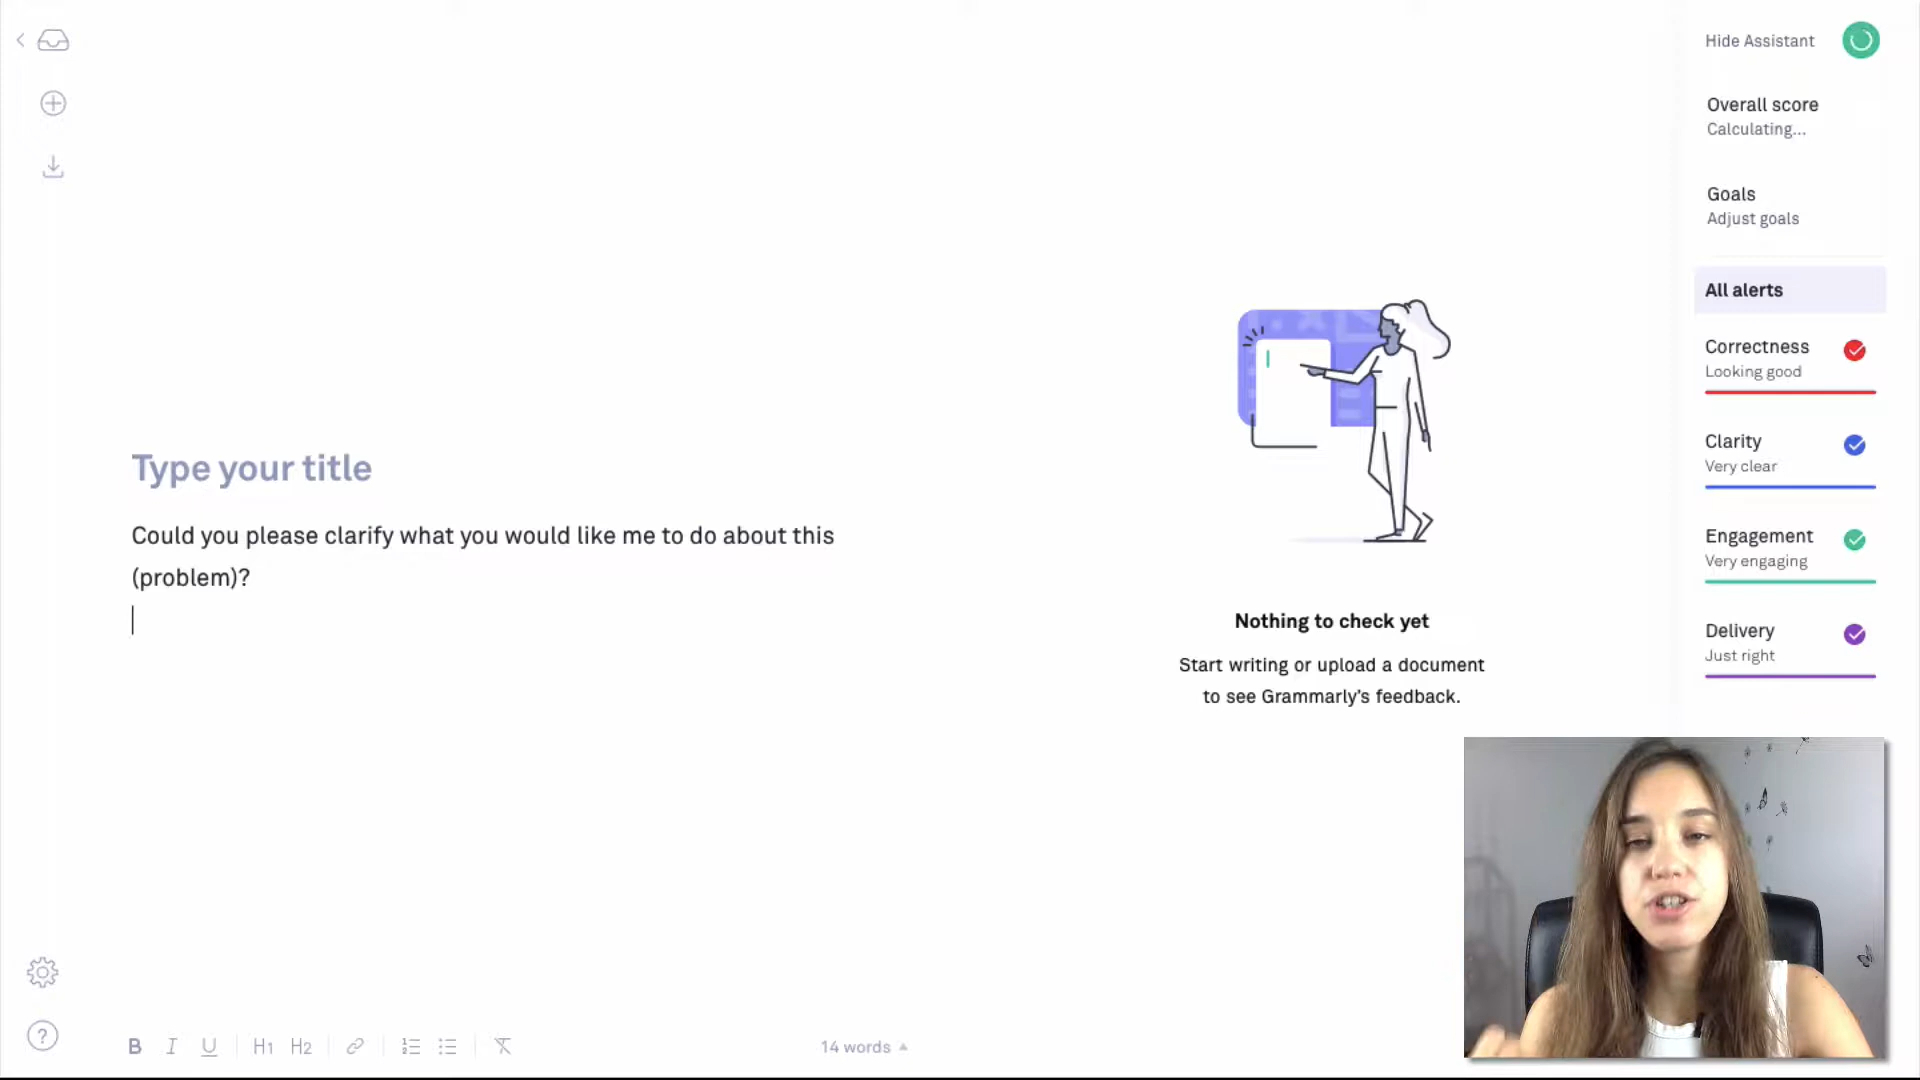 Hide Assistant
Overall score
Calculating...
Goals
Adjust goals
All alerts
Correctness
Looking good
Clarity
Very clear
Engagement
Very engaging
Delivery
Just right
Type your title
Could you please clarify what you would like me to do about this
(problem)?
Nothing to check yet
Start writing or upload a document
to see Grammarly's feedback.
B I U H1 H2
14 words